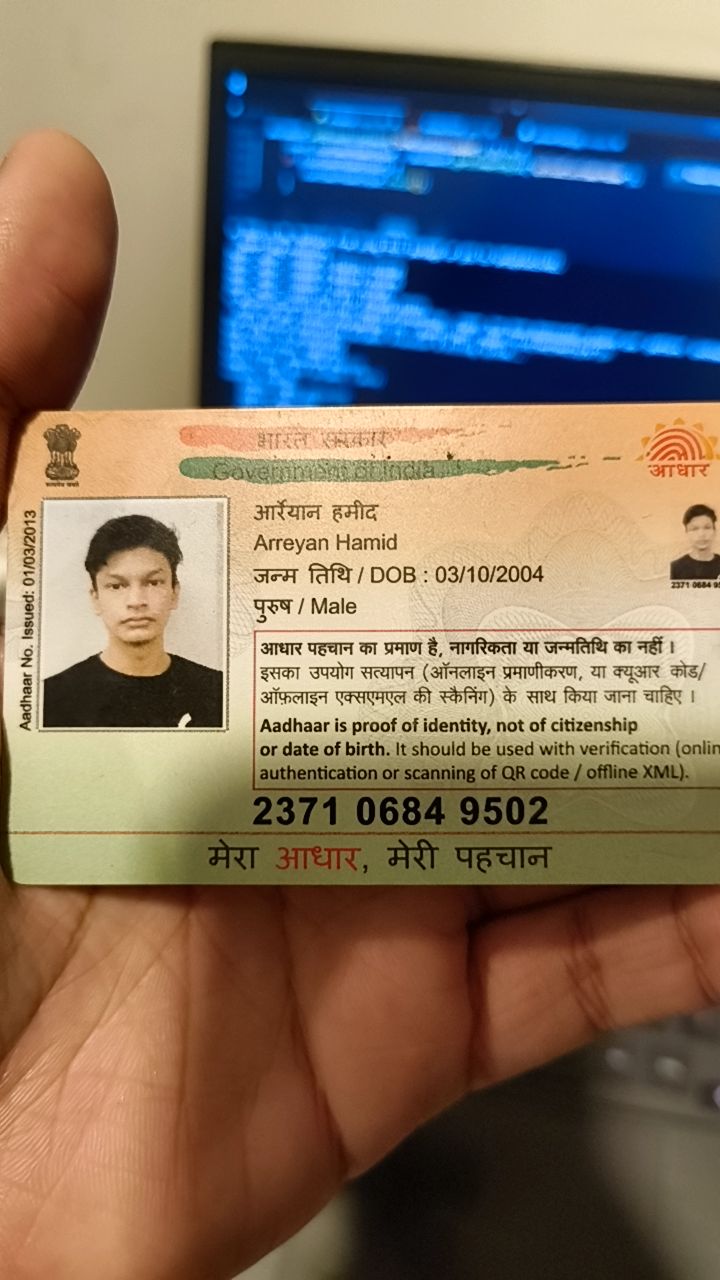 भारत सरकार
Government of India
आधार
Aadhaar No. Issued: 01/03/2013
आर्रेयान हमीद
Arreyan Hamid
जन्म तिथि / DOB : 03/10/2004
पुरुष / Male
2371 0684 95
आधार पहचान का प्रमाण है, नागरिकता या जन्मतिथि का नहीं ।
इसका उपयोग सत्यापन (ऑनलाइन प्रमाणीकरण, या क्यूआर कोड/
ऑफ़लाइन एक्सएमएल की स्कैनिंग) के साथ किया जाना चाहिए ।
Aadhaar is proof of identity, not of citizenship
or date of birth. It should be used with verification (onlin
authentication or scanning of QR code / offline XML).
2371 0684 9502
मेरा आधार, मेरी पहचान